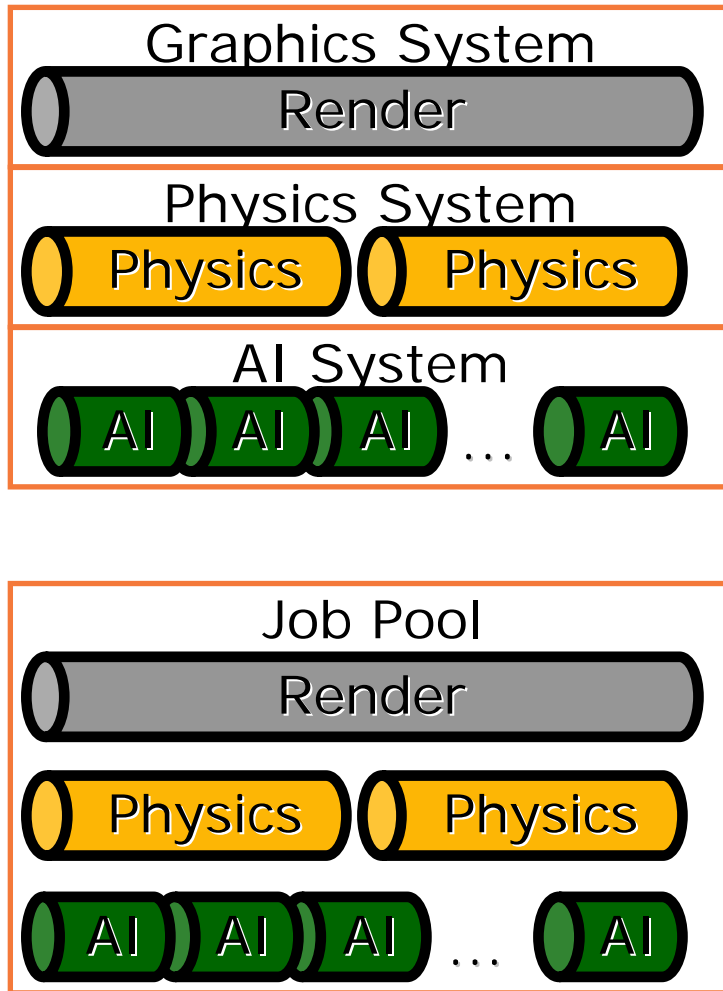 Graphics System
Render
Physics System
Physics Physics
AI System
AI AI AI ... AI
Job Pool
Render
Physics Physics
AI AI AI ... AI